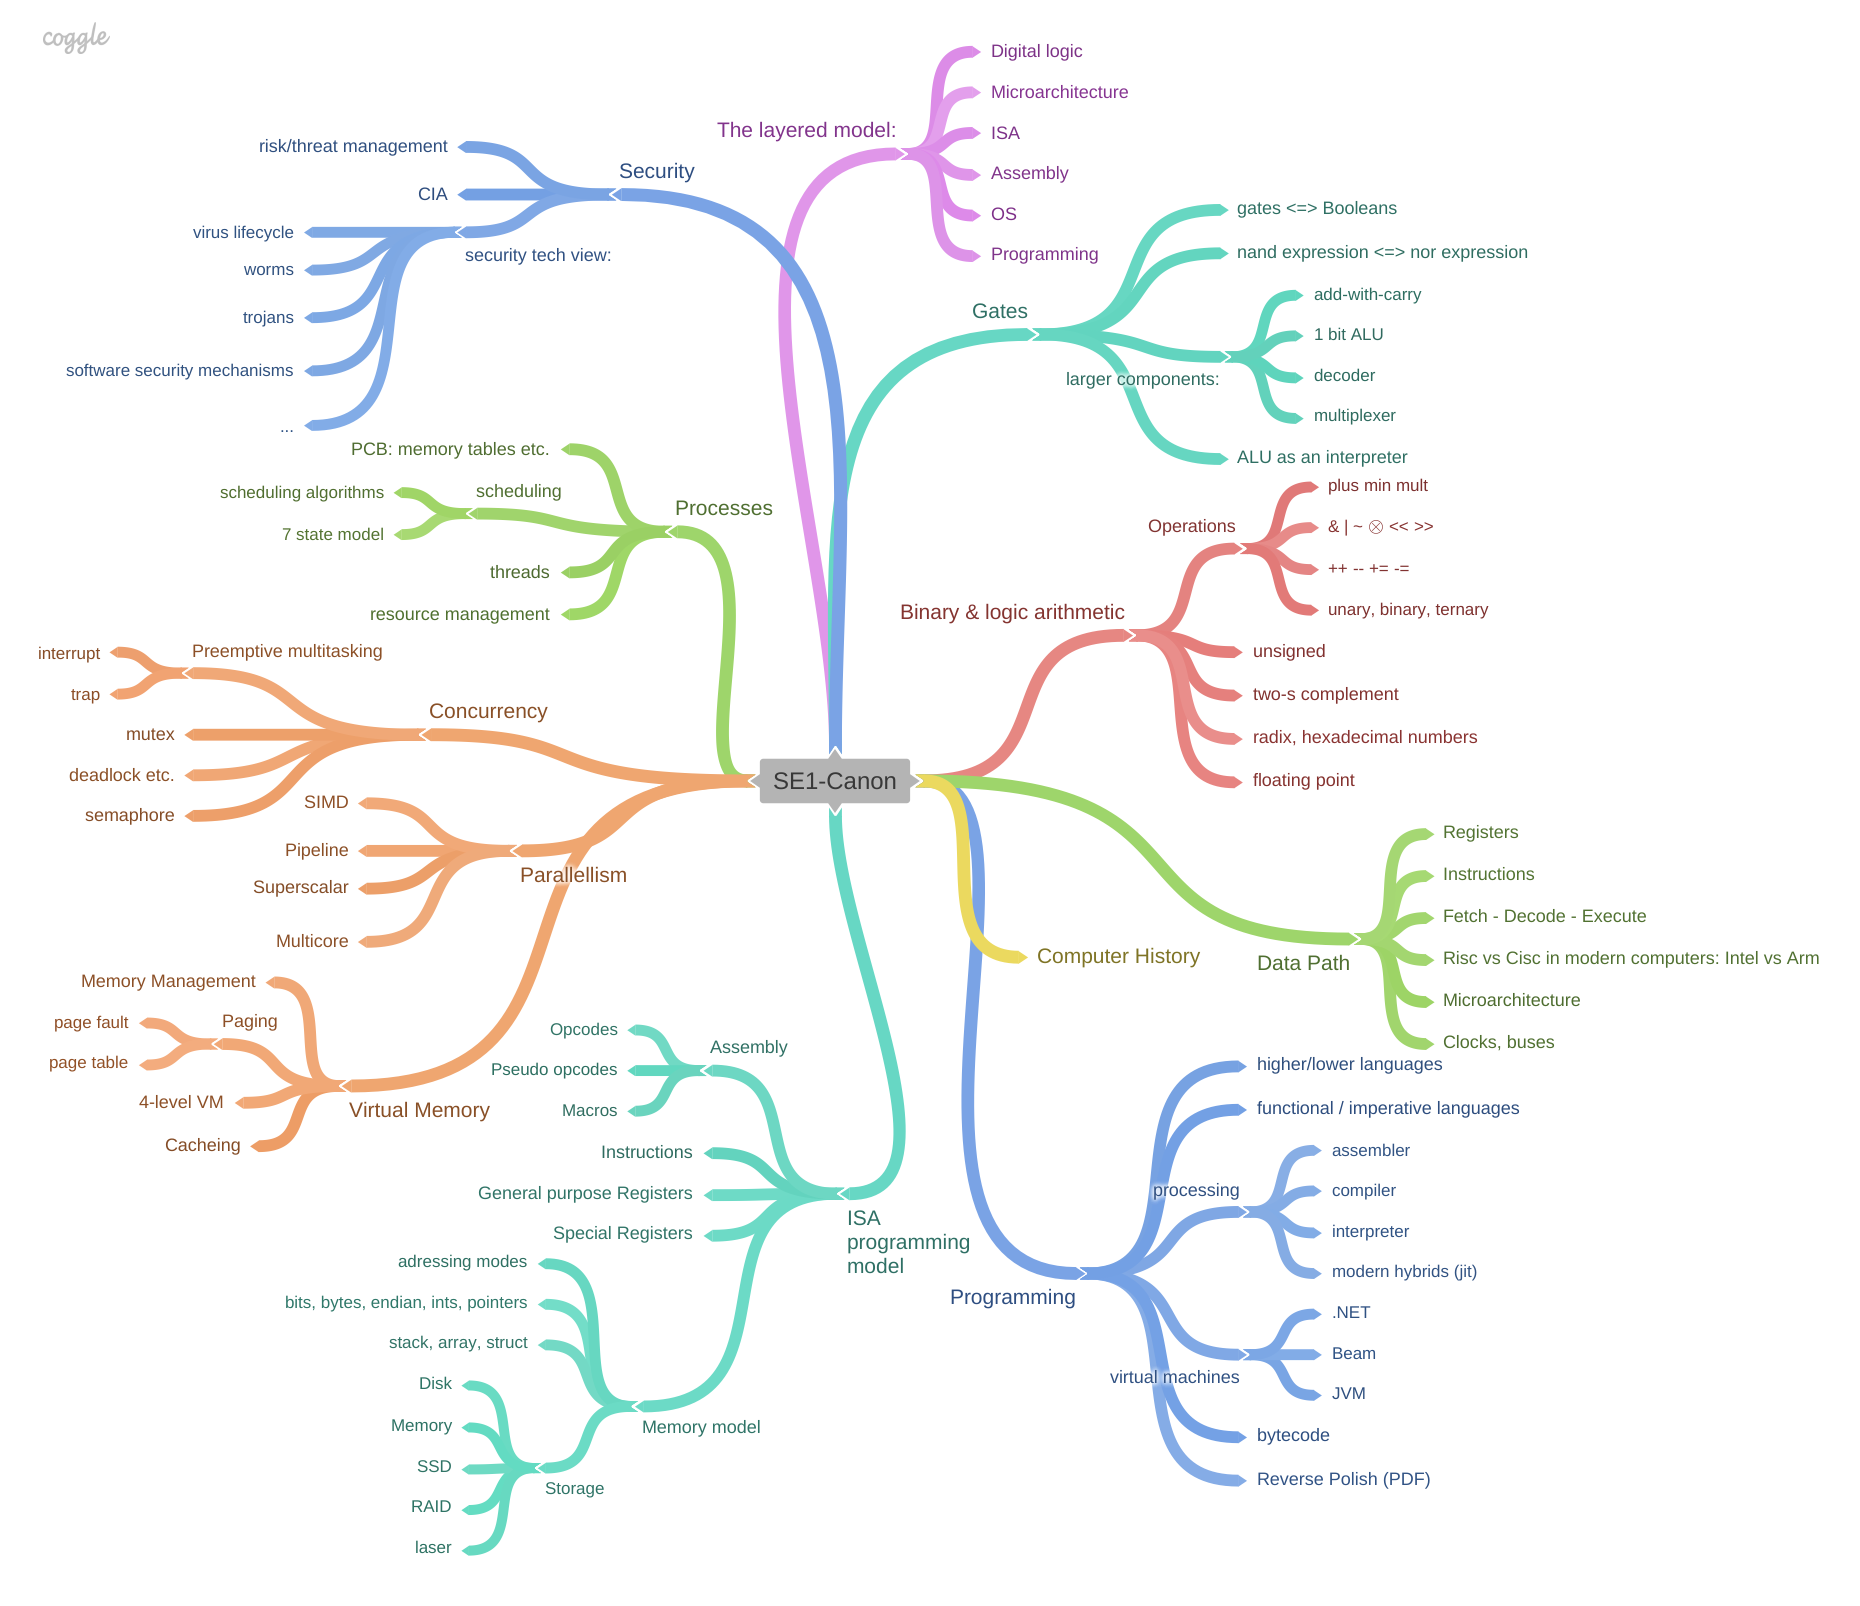 coggle
SE1-Canon
The layered model:
Digital logic
Microarchitecture
ISA
Assembly
OS
Programming
Gates
gates <=> Booleans
nand expression <=> nor expression
larger components:
add-with-carry
1 bit ALU
decoder
multiplexer
ALU as an interpreter
Binary & logic arithmetic
Operations
plus min mult
& | ~ ⨂ << >>
++ -- += -=
unary, binary, ternary
unsigned
two-s complement
radix, hexadecimal numbers
floating point
Data Path
Registers
Instructions
Fetch - Decode - Execute
Risc vs Cisc in modern computers: Intel vs Arm
Microarchitecture
Clocks, buses
Computer History
Programming
higher/lower languages
functional / imperative languages
processing
assembler
compiler
interpreter
modern hybrids (jit)
virtual machines
.NET
Beam
JVM
bytecode
Reverse Polish (PDF)
Security
risk/threat management
CIA
security tech view:
virus lifecycle
worms
trojans
software security mechanisms
...
Processes
PCB: memory tables etc.
scheduling
scheduling algorithms
7 state model
threads
resource management
Concurrency
Preemptive multitasking
interrupt
trap
mutex
deadlock etc.
semaphore
Parallellism
SIMD
Pipeline
Superscalar
Multicore
Virtual Memory
Memory Management
Paging
page fault
page table
4-level VM
Cacheing
ISA
programming
model
Assembly
Opcodes
Pseudo opcodes
Macros
Instructions
General purpose Registers
Special Registers
Memory model
adressing modes
bits, bytes, endian, ints, pointers
stack, array, struct
Storage
Disk
Memory
SSD
RAID
laser